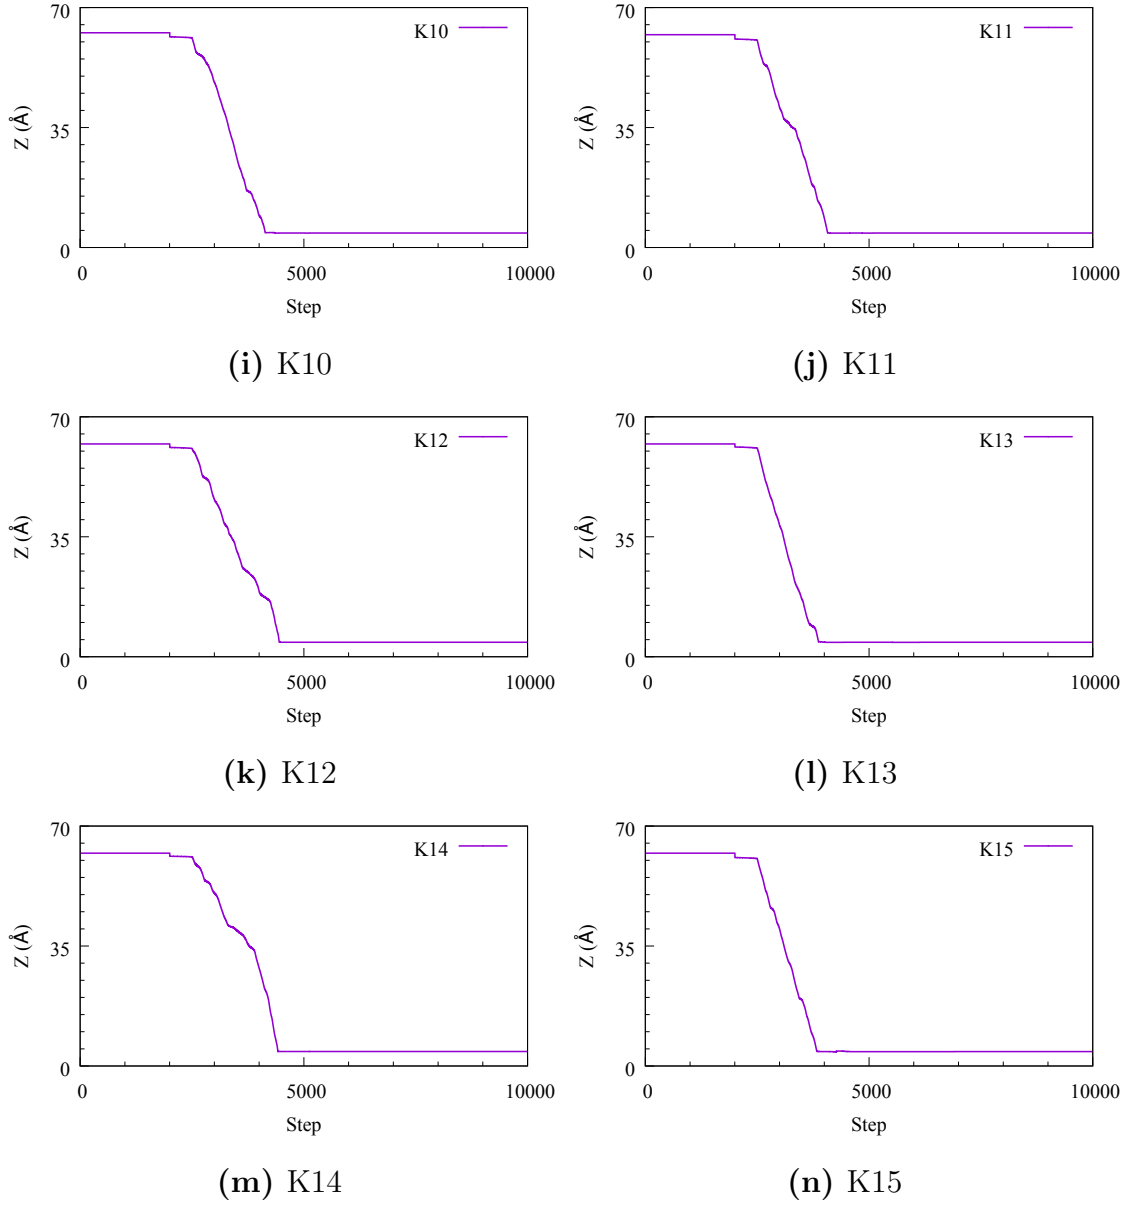 70
K10
35
Z (Å)
0
0 5000 10000
Step
(i) K10
70
K11
35
Z (Å)
0
0 5000 10000
Step
(j) K11
70
K12
35
Z (Å)
0
0 5000 10000
Step
(k) K12
70
K13
35
Z (Å)
0
0 5000 10000
Step
(l) K13
70
K14
35
Z (Å)
0
0 5000 10000
Step
(m) K14
70
K15
35
Z (Å)
0
0 5000 10000
Step
(n) K15